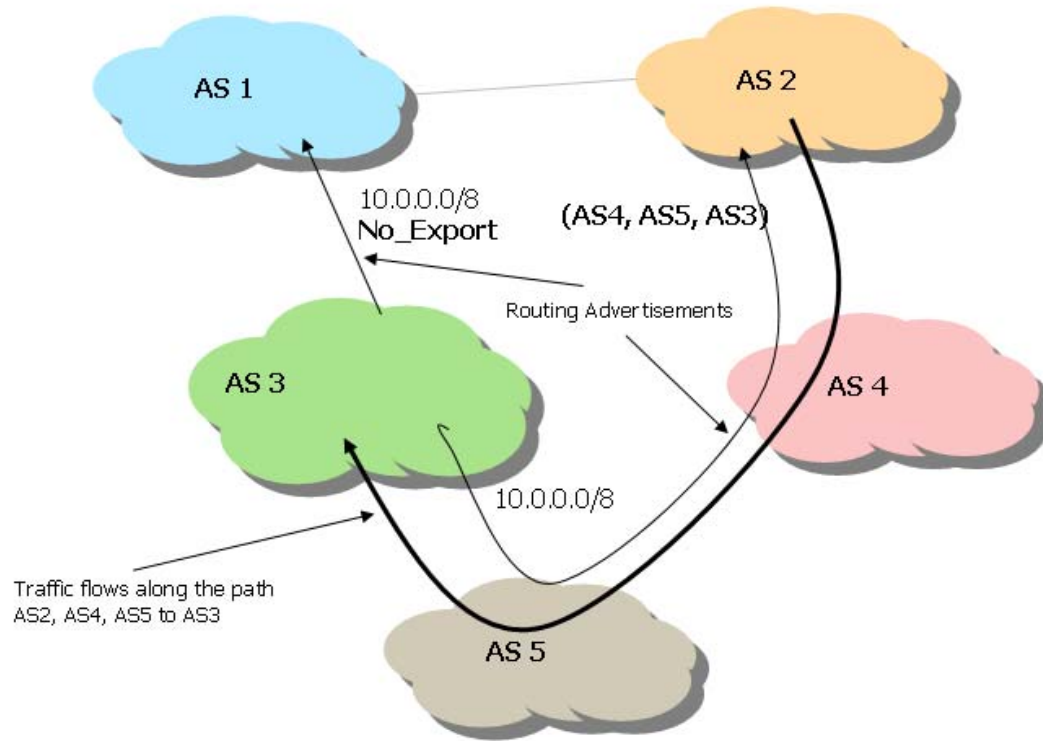 AS 1
AS 2
10.0.0.0/8
No_Export
(AS4, AS5, AS3)
Routing Advertisements
AS 3
AS 4
10.0.0.0/8
Traffic flows along the path
AS2, AS4, AS5 to AS3
AS 5